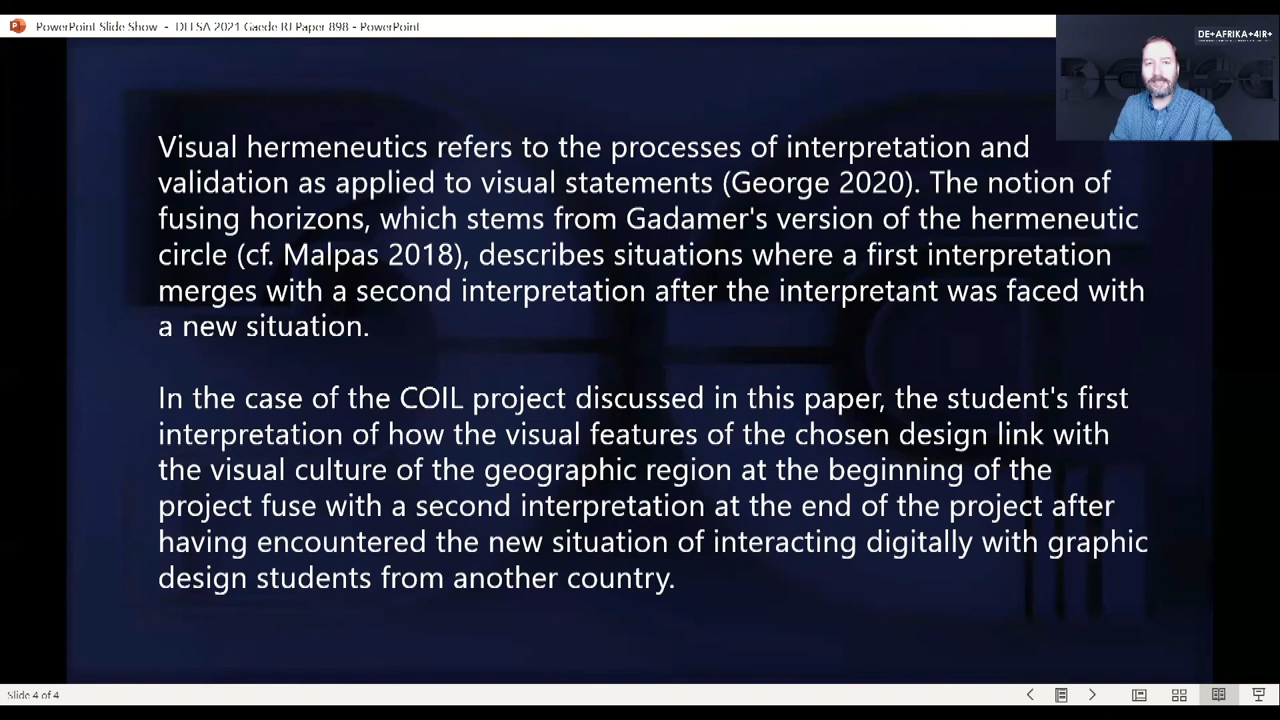 PowerPoint Slide Show - DEFSA 2021 Gaede RJ Paper 898 - PowerPoint
DE+AFRIKA+4IR+
Visual hermeneutics refers to the processes of interpretation and
validation as applied to visual statements (George 2020). The notion of
fusing horizons, which stems from Gadamer's version of the hermeneutic
circle (cf. Malpas 2018), describes situations where a first interpretation
merges with a second interpretation after the interpretant was faced with
a new situation.
In the case of the COIL project discussed in this paper, the student's first
interpretation of how the visual features of the chosen design link with
the visual culture of the geographic region at the beginning of the
project fuse with a second interpretation at the end of the project after
having encountered the new situation of interacting digitally with graphic
design students from another country.
Slide 4 of 4